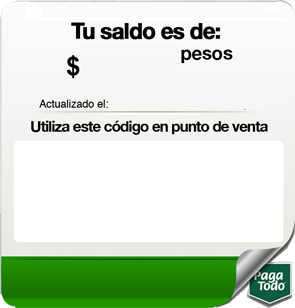 Tu saldo es de:
$ pesos
Actualizado el:
Utiliza este código en punto de venta
Paga
Todo